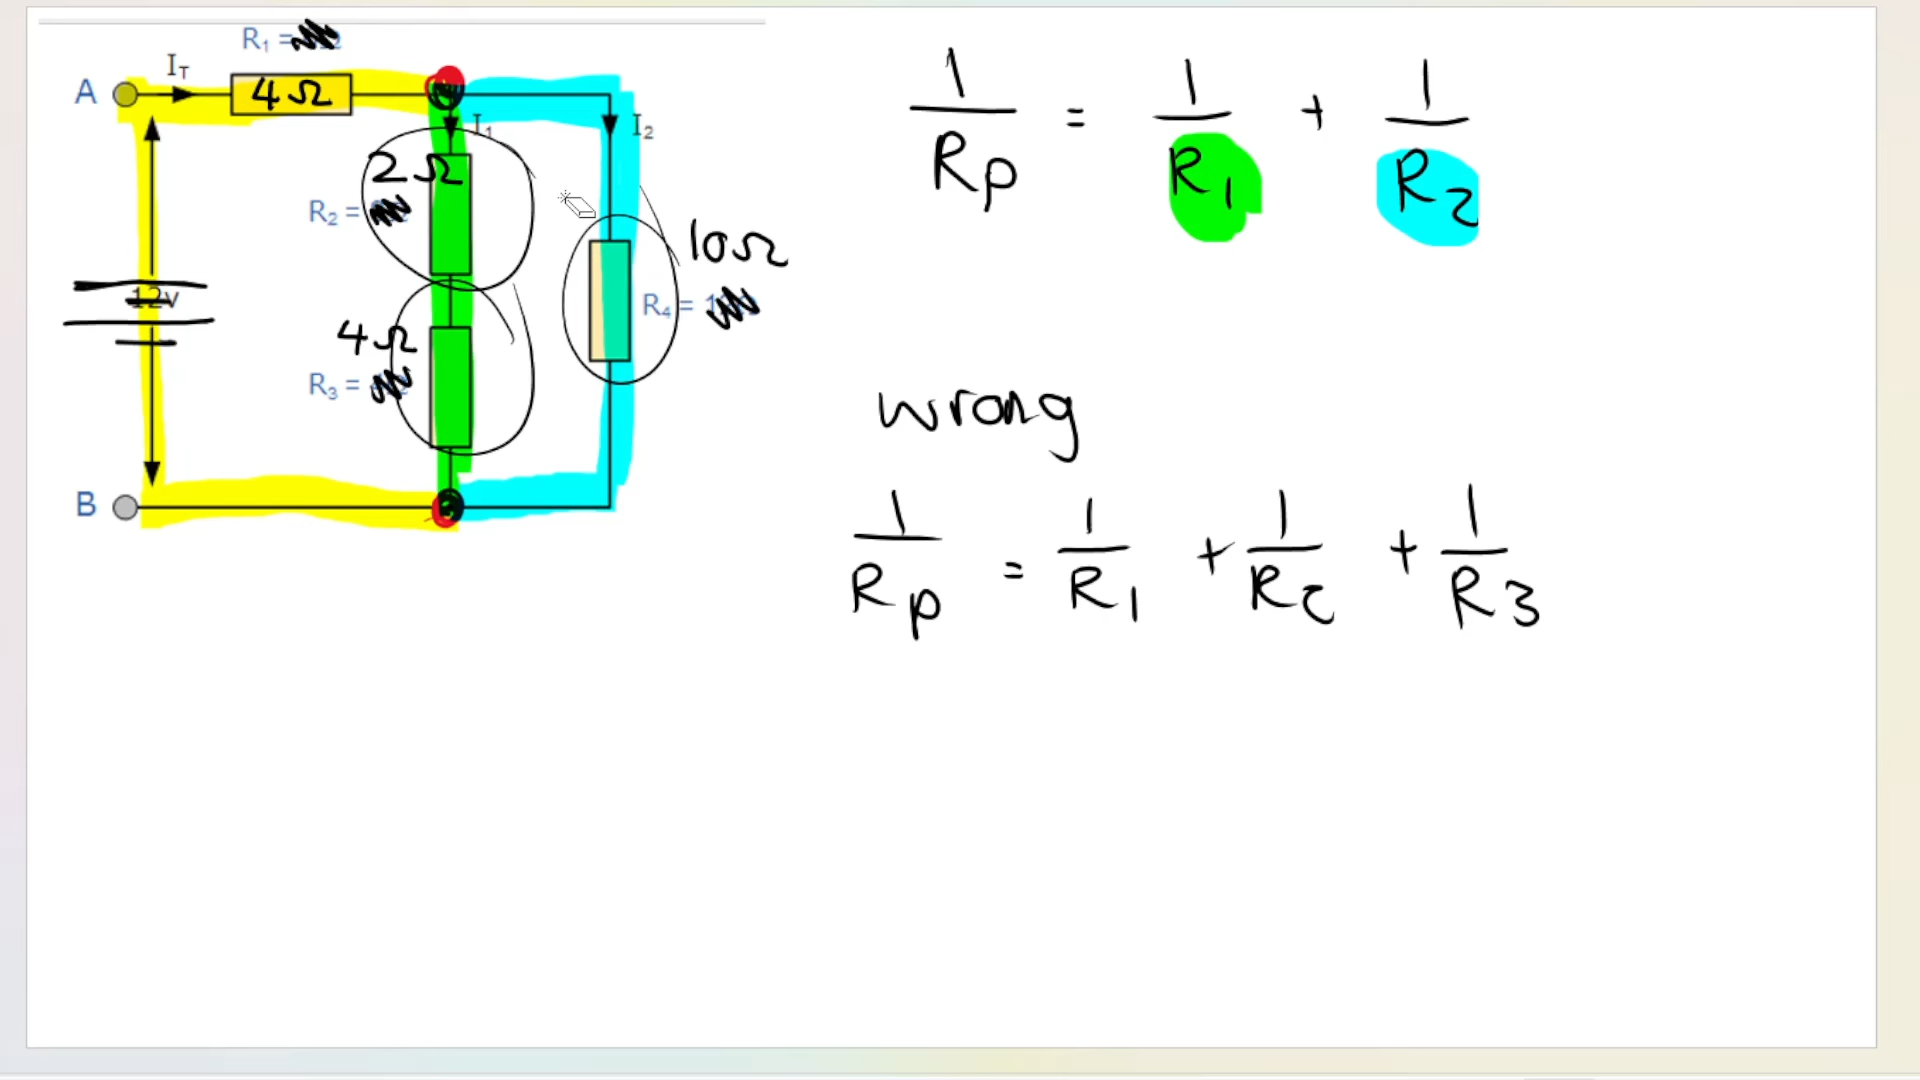 R₁ =
I_T
A
4Ω
I₁
I₂
2Ω
R₂ =
10Ω
12v
R₄ =
4Ω
R₃ =
B
1/Rp = 1/R₁ + 1/R₂
wrong
1/Rp = 1/R₁ + 1/R₂ + 1/R₃